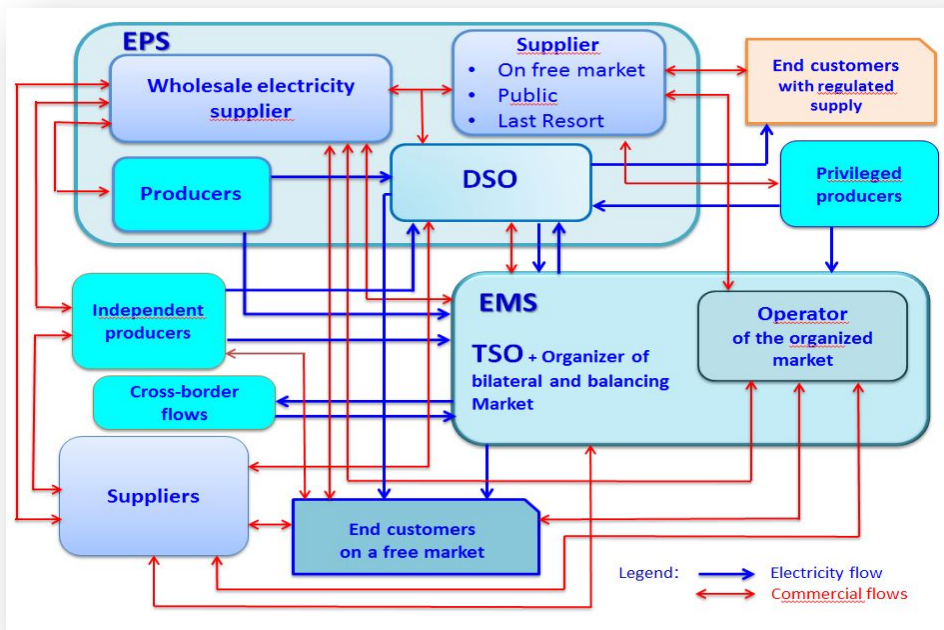 EPS
Wholesale electricity
supplier
Supplier
• On free market
• Public
• Last Resort
End customers
with regulated
supply
Producers
DSO
Privileged
producers
Independent
producers
EMS
TSO + Organizer of
bilateral and balancing
Market
Operator
of the organized
market
Cross-border
flows
Suppliers
End customers
on a free market
Legend:
Electricity flow
Commercial flows